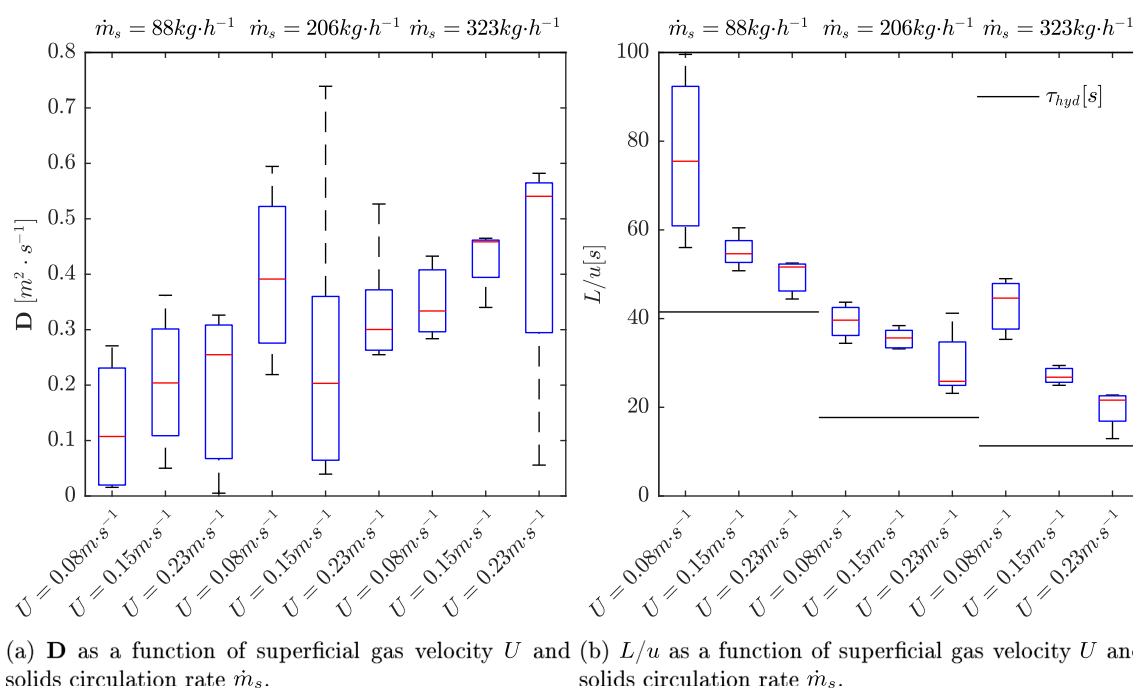 ṁₛ = 88kg·h⁻¹ ṁₛ = 206kg·h⁻¹ ṁₛ = 323kg·h⁻¹
0.8
0.7
0.6
0.5
0.4
0.3
0.2
0.1
0
D [m² · s⁻¹]
U = 0.08m·s⁻¹
U = 0.15m·s⁻¹
U = 0.23m·s⁻¹
U = 0.08m·s⁻¹
U = 0.15m·s⁻¹
U = 0.23m·s⁻¹
U = 0.08m·s⁻¹
U = 0.15m·s⁻¹
U = 0.23m·s⁻¹
(a) D as a function of superficial gas velocity U and
solids circulation rate ṁₛ.
ṁₛ = 88kg·h⁻¹ ṁₛ = 206kg·h⁻¹ ṁₛ = 323kg·h⁻¹
100
80
60
40
20
0
L/u[s]
τ_hyd[s]
U = 0.08m·s⁻¹
U = 0.15m·s⁻¹
U = 0.23m·s⁻¹
U = 0.08m·s⁻¹
U = 0.15m·s⁻¹
U = 0.23m·s⁻¹
U = 0.08m·s⁻¹
U = 0.15m·s⁻¹
U = 0.23m·s⁻¹
(b) L/u as a function of superficial gas velocity U an
solids circulation rate ṁₛ.